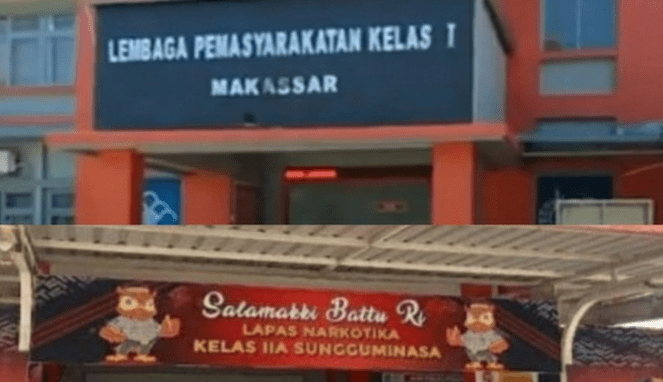 LEMBAGA PEMASYARAKATAN KELAS I
MAKASSAR
Salamakki Battu Ri
LAPAS NARKOTIKA
KELAS IIA SUNGGUMINASA